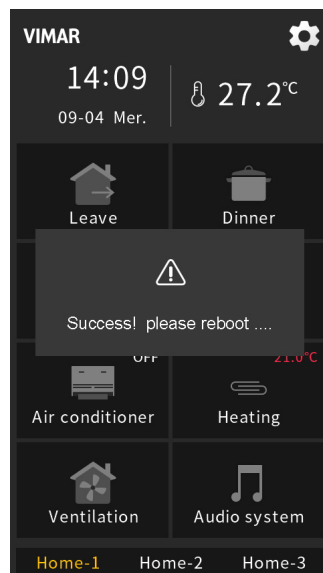 VIMAR
14:09
27.2°C
09-04 Mer.
Leave
Dinner
Success! please reboot ....
OFF
21.0°C
Air conditioner
Heating
Ventilation
Audio system
Home-1
Home-2
Home-3